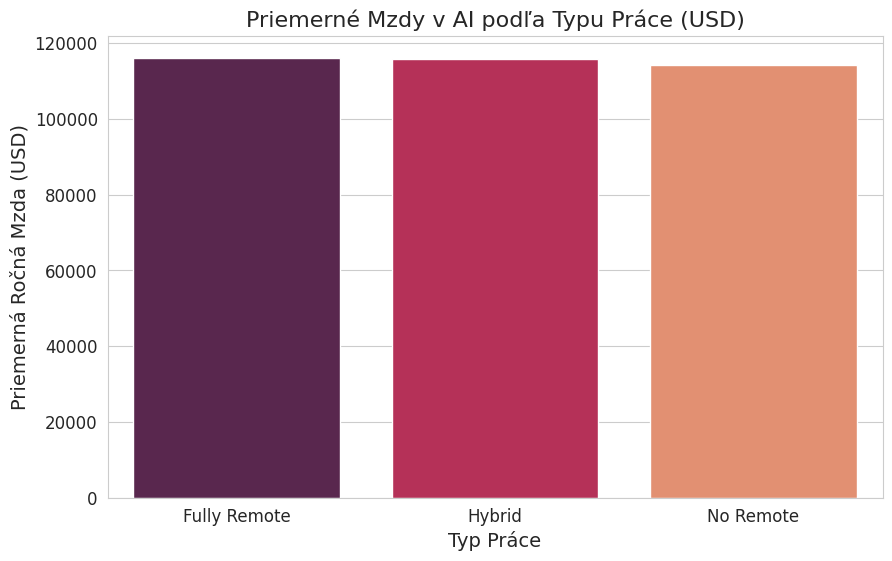 Priemerné Mzdy v AI podľa Typu Práce (USD)
Priemerná Ročná Mzda (USD)
120000
100000
80000
60000
40000
20000
0
Fully Remote
Hybrid
No Remote
Typ Práce